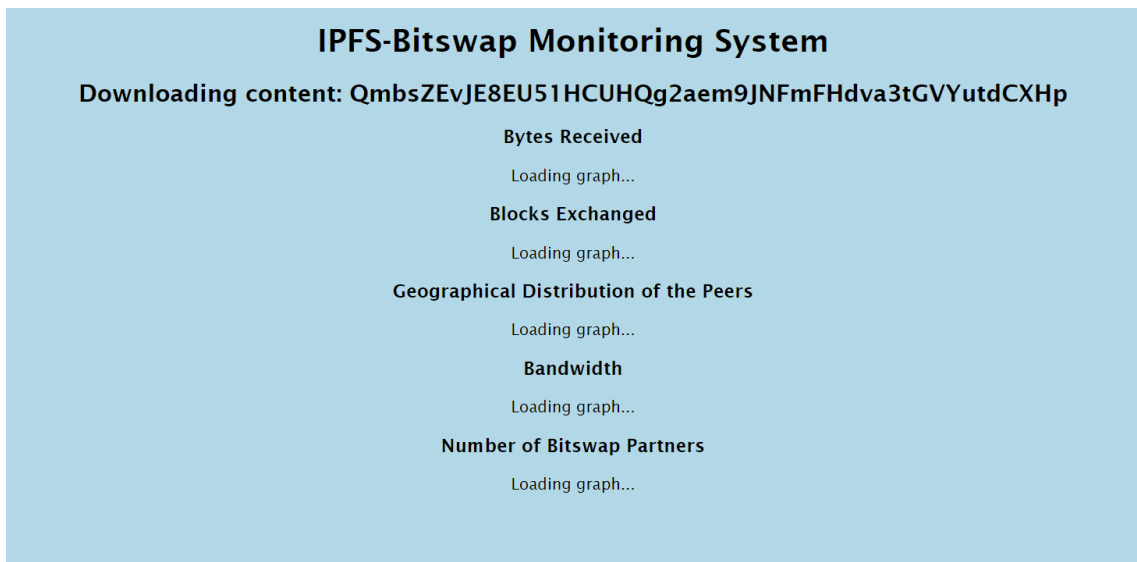 IPFS-Bitswap Monitoring System
Downloading content: QmbsZEvJE8EU51HCUHQg2aem9JNFmFHdva3tGVYutdCXHp
Bytes Received
Loading graph...
Blocks Exchanged
Loading graph...
Geographical Distribution of the Peers
Loading graph...
Bandwidth
Loading graph...
Number of Bitswap Partners
Loading graph...